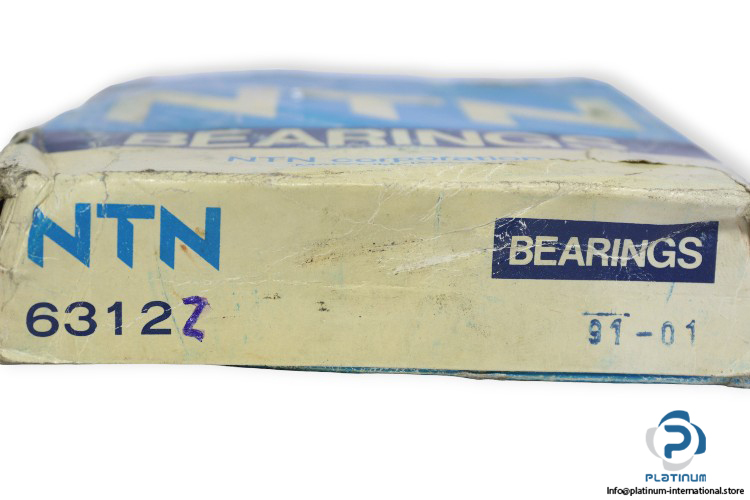 NTN
BEARINGS
NTN corporation
NTN
BEARINGS
6312Z
91-01
PLATINUM
Info@platinum-international.store